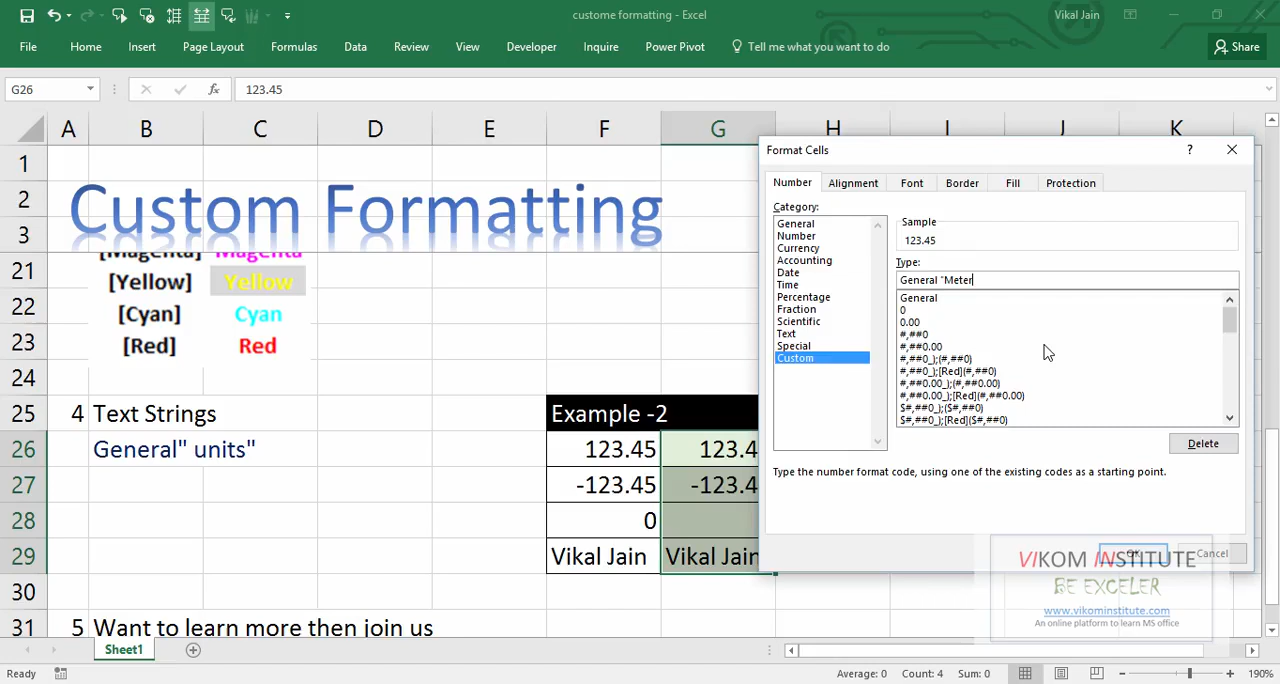 custome formatting - Excel
Vikal Jain
File Home Insert Page Layout Formulas Data Review View Developer Inquire Power Pivot Tell me what you want to do Share
G26 fx 123.45
A B C D E F G H I J K
1
2
3
Custom Formatting
21 [Magenta] Magenta
[Yellow] Yellow
22 [Cyan] Cyan
23 [Red] Red
24
25 4 Text Strings Example -2
26 General" units" 123.45 123.4
27 -123.45 -123.4
28 0
29 Vikal Jain Vikal Jain
30
31 5 Want to learn more then join us
Format Cells ?
Number Alignment Font Border Fill Protection
Category:
General
Number
Currency
Accounting
Date
Time
Percentage
Fraction
Scientific
Text
Special
Custom
Sample
123.45
Type:
General "Meter
General
0
0.00
#,##0
#,##0.00
#,##0_);(#,##0)
#,##0_);[Red](#,##0)
#,##0.00_);(#,##0.00)
#,##0.00_);[Red](#,##0.00)
$#,##0_);($#,##0)
$#,##0_);[Red]($#,##0)
Delete
Type the number format code, using one of the existing codes as a starting point.
OK Cancel
VIKOM INSTITUTE
BE EXCELER
www.vikominstitute.com
An online platform to learn MS office
Sheet1
Ready Average: 0 Count: 4 Sum: 0 190%